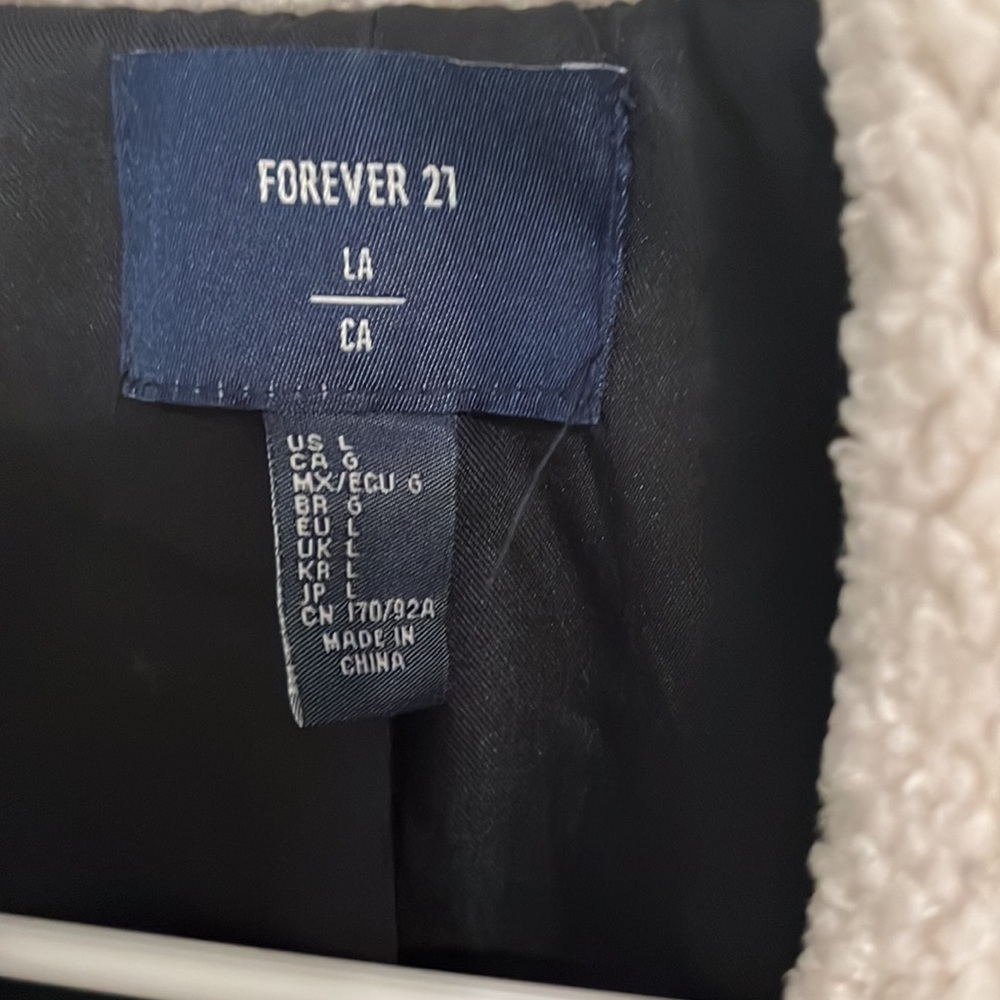 FOREVER 21
LA
CA
US L
CA G
MX/ECU G
BR G
EU L
UK L
KR L
JP L
CN 170/92A
MADE IN
CHINA